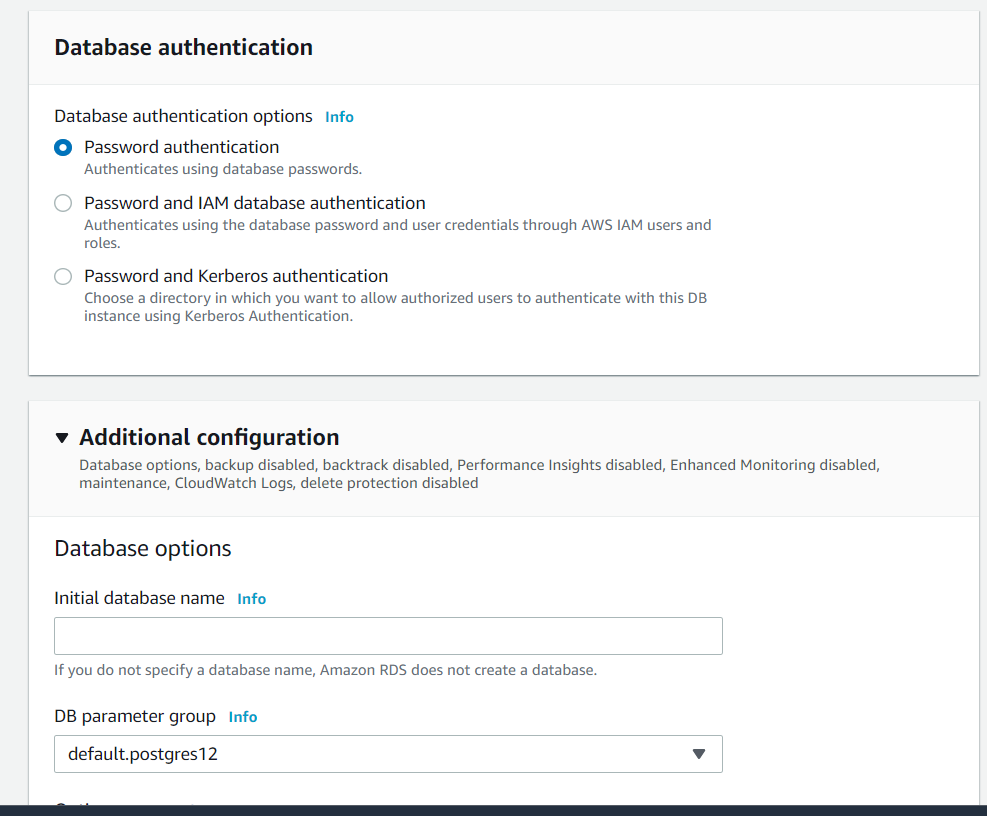 Database authentication
Database authentication options Info
Password authentication
Authenticates using database passwords.
Password and IAM database authentication
Authenticates using the database password and user credentials through AWS IAM users and
roles.
Password and Kerberos authentication
Choose a directory in which you want to allow authorized users to authenticate with this DB
instance using Kerberos Authentication.
Additional configuration
Database options, backup disabled, backtrack disabled, Performance Insights disabled, Enhanced Monitoring disabled,
maintenance, CloudWatch Logs, delete protection disabled
Database options
Initial database name Info
If you do not specify a database name, Amazon RDS does not create a database.
DB parameter group Info
default.postgres12